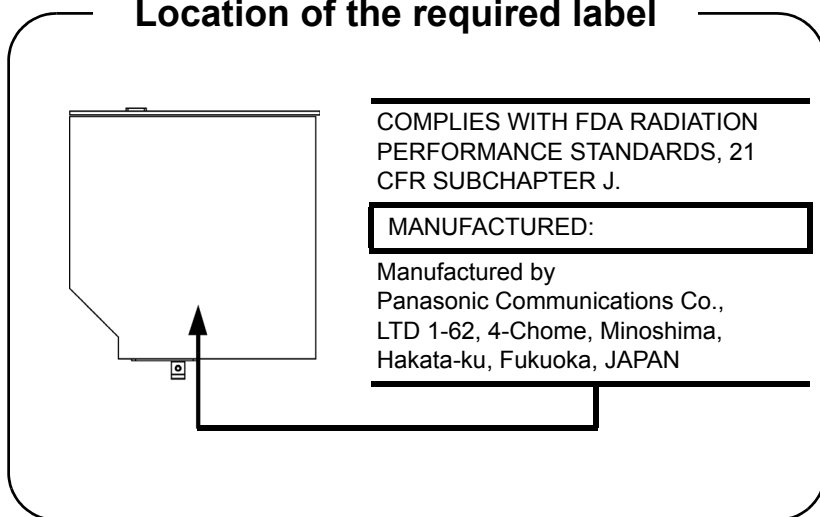 Location of the required label
COMPLIES WITH FDA RADIATION
PERFORMANCE STANDARDS, 21
CFR SUBCHAPTER J.
MANUFACTURED:
Manufactured by
Panasonic Communications Co.,
LTD 1-62, 4-Chome, Minoshima,
Hakata-ku, Fukuoka, JAPAN